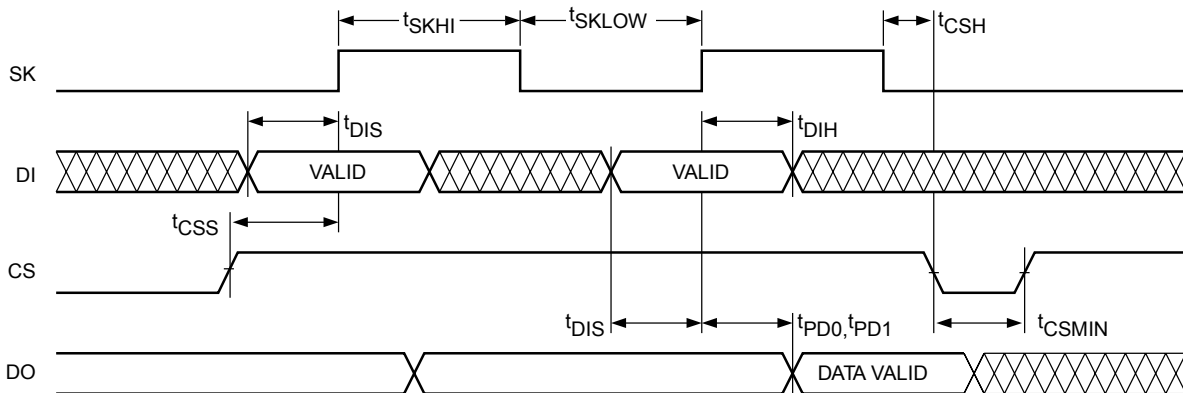 tSKHI tSKLOW tCSH
SK
tDIS tDIH
DI VALID VALID
tCSS
CS
tDIS tPD0,tPD1 tCSMIN
DO DATA VALID